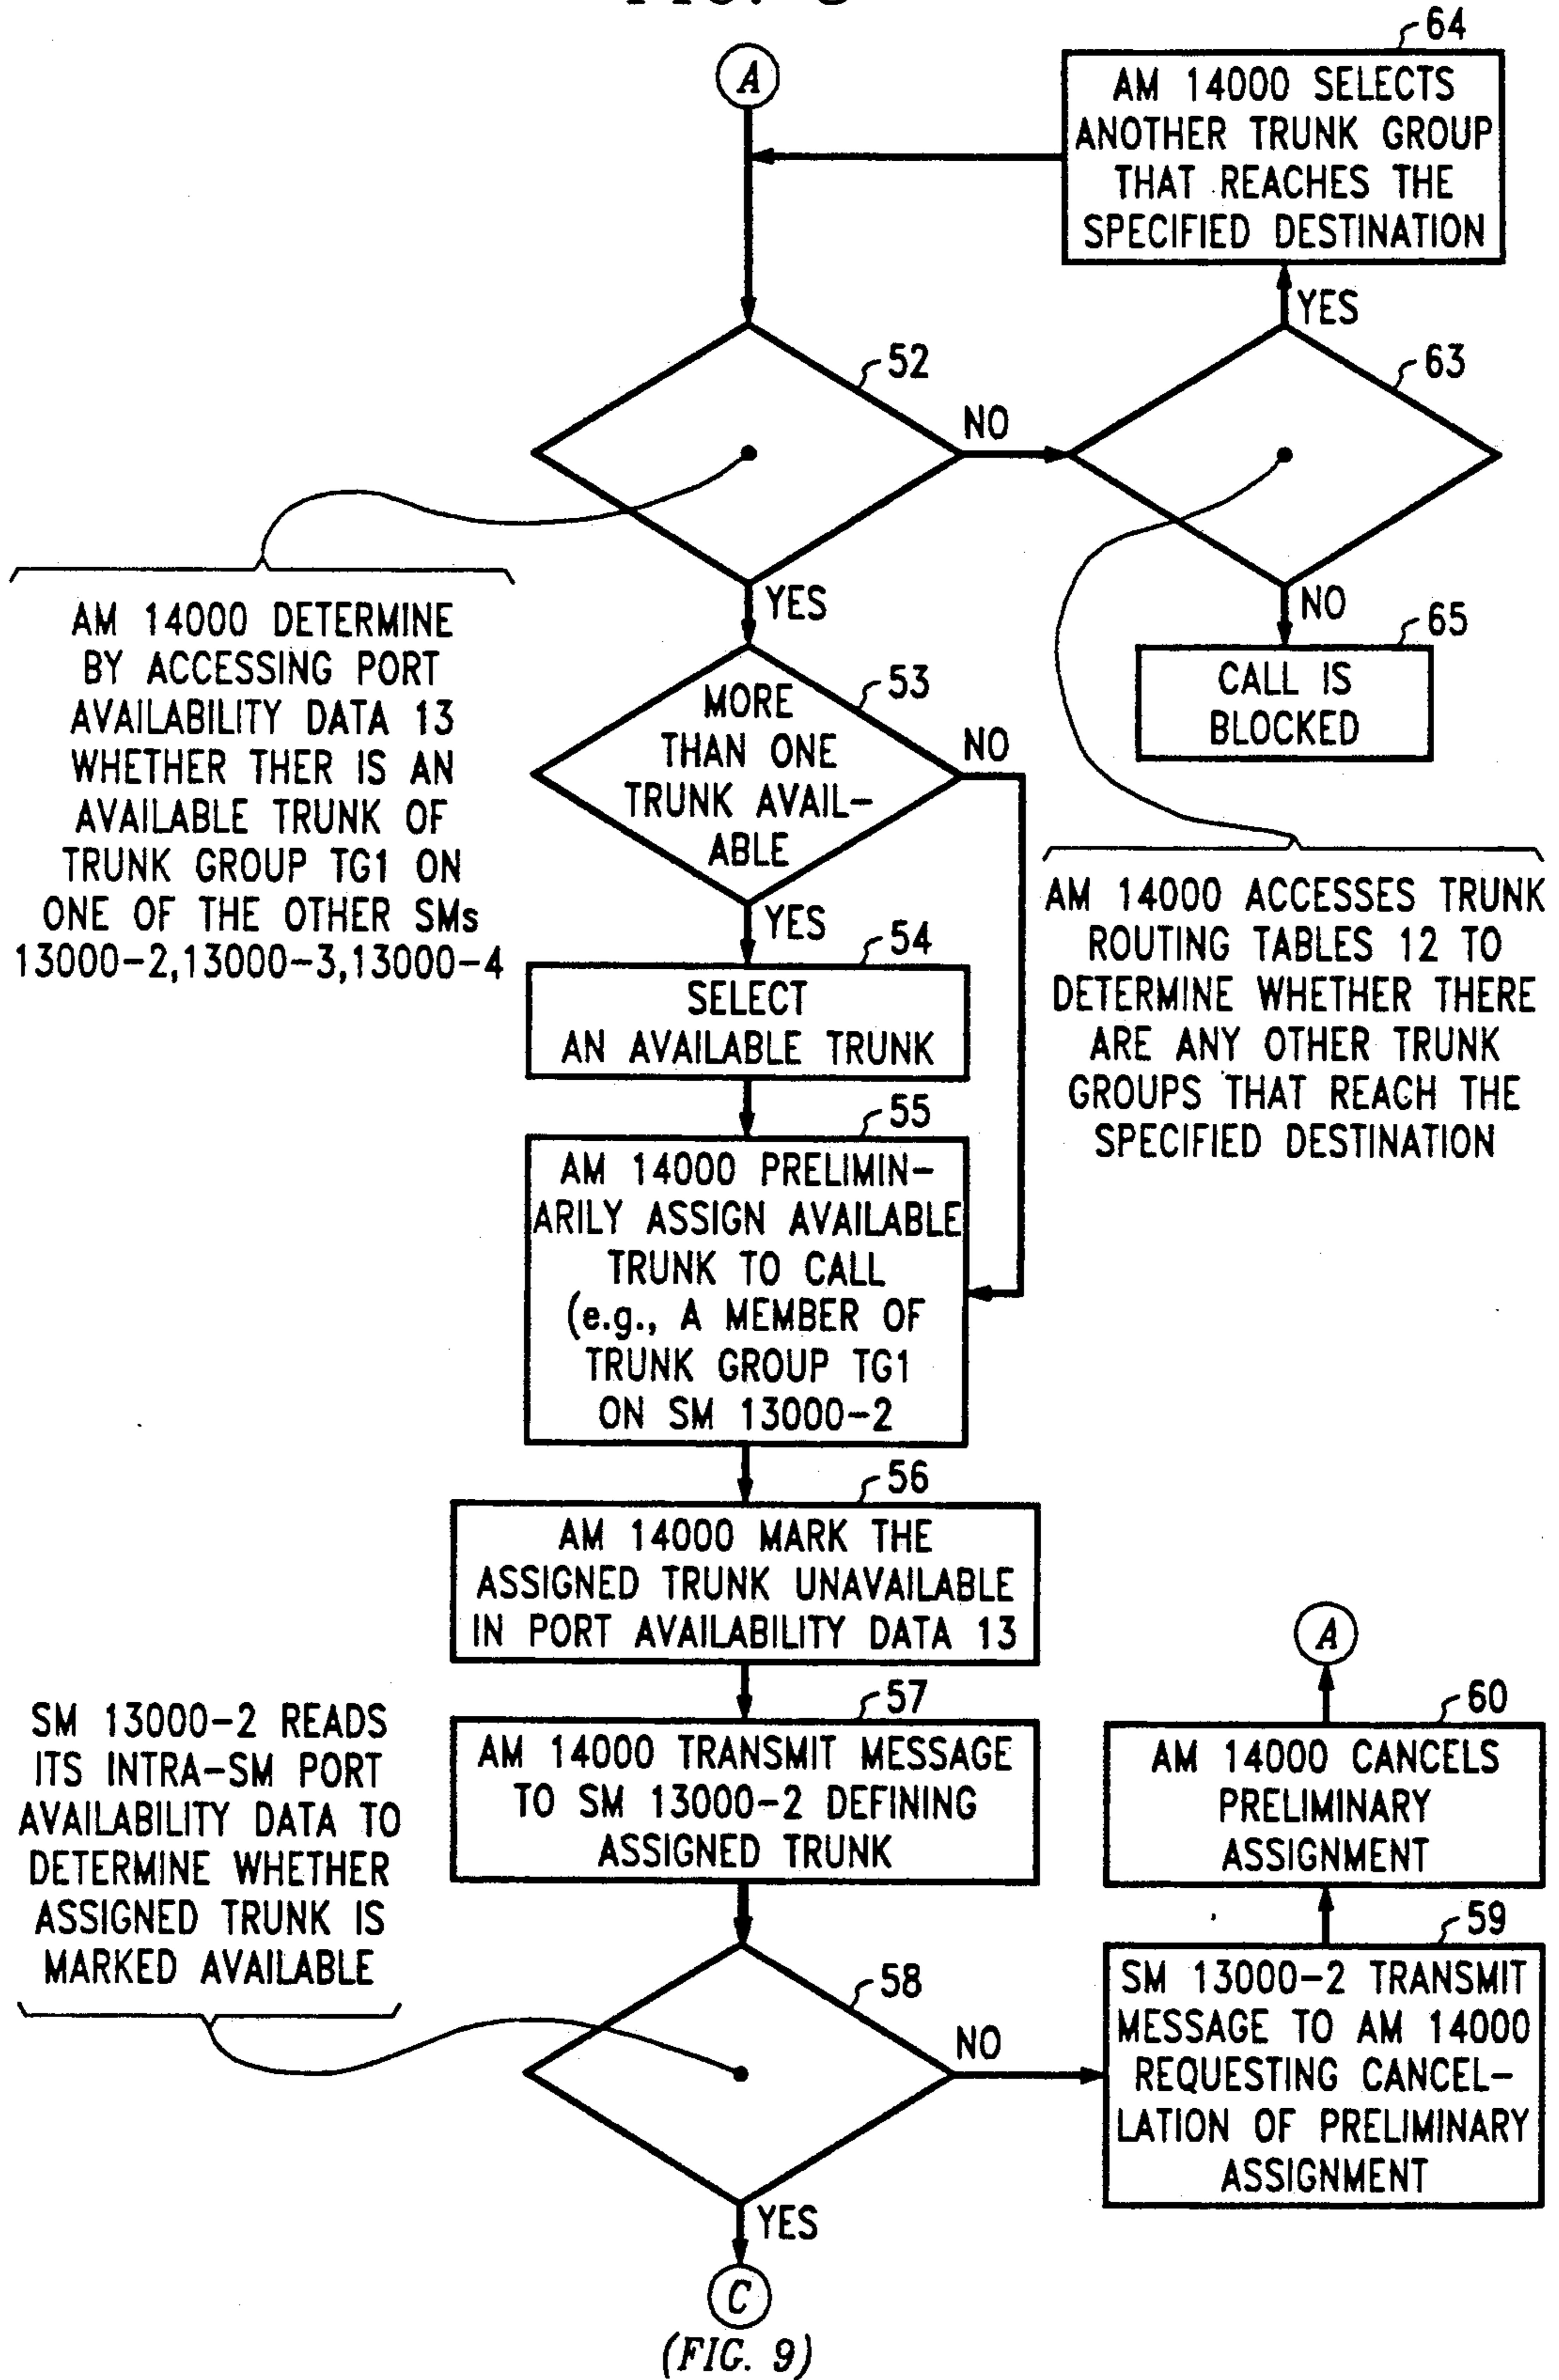 A
64
AM 14000 SELECTS
ANOTHER TRUNK GROUP
THAT REACHES THE
SPECIFIED DESTINATION
YES
52
NO
63
YES
NO
65
CALL IS
BLOCKED
AM 14000 DETERMINE
BY ACCESSING PORT
AVAILABILITY DATA 13
WHETHER THER IS AN
AVAILABLE TRUNK OF
TRUNK GROUP TG1 ON
ONE OF THE OTHER SMs
13000-2,13000-3,13000-4
53
MORE
THAN ONE
TRUNK AVAIL-
ABLE
NO
YES
AM 14000 ACCESSES TRUNK
ROUTING TABLES 12 TO
DETERMINE WHETHER THERE
ARE ANY OTHER TRUNK
GROUPS THAT REACH THE
SPECIFIED DESTINATION
54
SELECT
AN AVAILABLE TRUNK
55
AM 14000 PRELIMIN-
ARILY ASSIGN AVAILABLE
TRUNK TO CALL
(e.g., A MEMBER OF
TRUNK GROUP TG1
ON SM 13000-2
56
AM 14000 MARK THE
ASSIGNED TRUNK UNAVAILABLE
IN PORT AVAILABILITY DATA 13
57
AM 14000 TRANSMIT MESSAGE
TO SM 13000-2 DEFINING
ASSIGNED TRUNK
SM 13000-2 READS
ITS INTRA-SM PORT
AVAILABILITY DATA TO
DETERMINE WHETHER
ASSIGNED TRUNK IS
MARKED AVAILABLE
58
NO
A
60
AM 14000 CANCELS
PRELIMINARY
ASSIGNMENT
59
SM 13000-2 TRANSMIT
MESSAGE TO AM 14000
REQUESTING CANCEL-
LATION OF PRELIMINARY
ASSIGNMENT
YES
C
(FIG. 9)